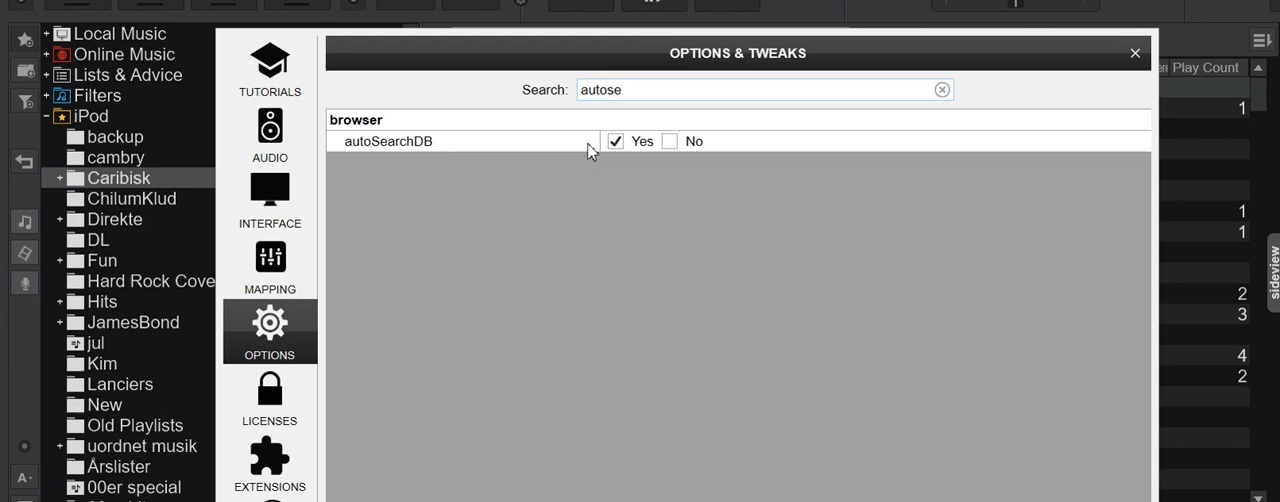 Local Music
Online Music
Lists & Advice
Filters
iPod
backup
cambry
Caribisk
ChilumKlud
Direkte
DL
Fun
Hard Rock Cove
Hits
JamesBond
jul
Kim
Lanciers
New
Old Playlists
uordnet musik
Årslister
00er special
A+
TUTORIALS
AUDIO
INTERFACE
MAPPING
OPTIONS
LICENSES
EXTENSIONS
OPTIONS & TWEAKS
Search: autose
browser
autoSearchDB Yes No
Play Count
1
1
1
2
3
4
2
sideview